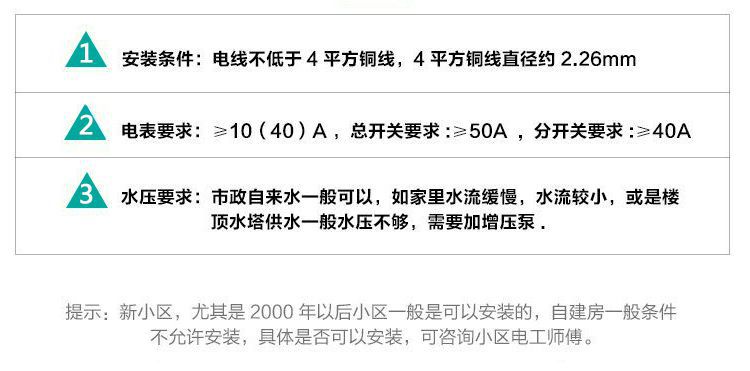 1 安装条件：电线不低于4平方铜线，4平方铜线直径约2.26mm
2 电表要求：≥10（40）A，总开关要求:≥50A，分开关要求:≥40A
3 水压要求：市政自来水一般可以，如家里水流缓慢，水流较小，或是楼
顶水塔供水一般水压不够，需要加增压泵.
提示：新小区，尤其是2000年以后小区一般是可以安装的，自建房一般条件
不允许安装，具体是否可以安装，可咨询小区电工师傅。